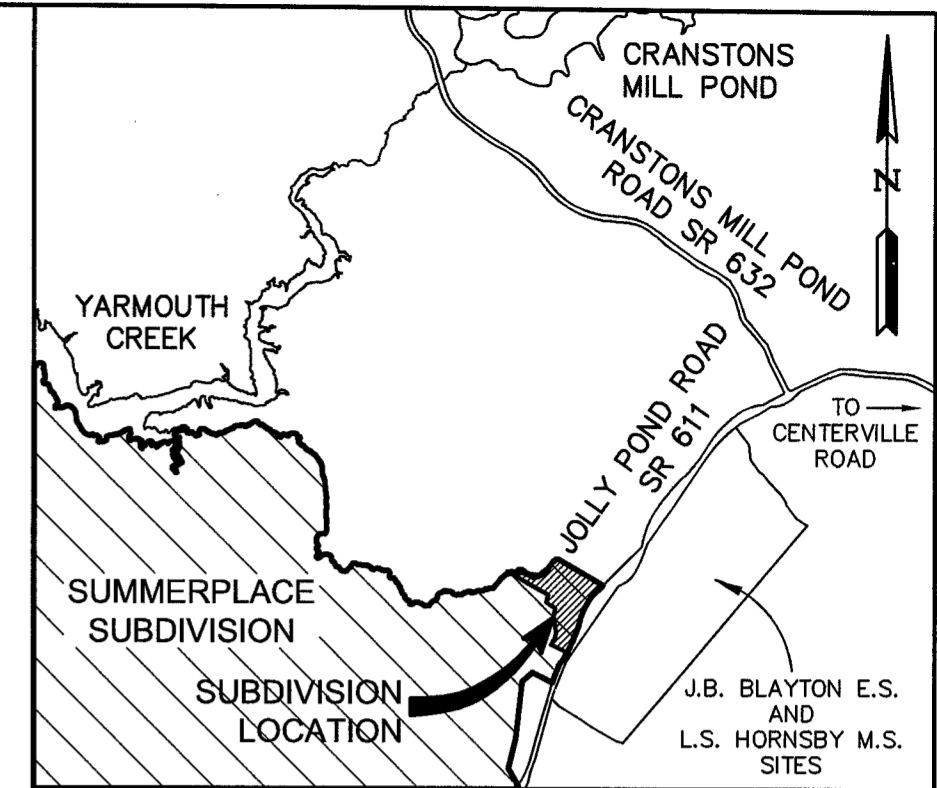 CRANSTONS
MILL POND
CRANSTONS MILL POND
ROAD SR 632
N
YARMOUTH
CREEK
JOLLY POND ROAD
SR 611
TO
CENTERVILLE
ROAD
SUMMERPLACE
SUBDIVISION
SUBDIVISION
LOCATION
J.B. BLAYTON E.S.
AND
L.S. HORNSBY M.S.
SITES